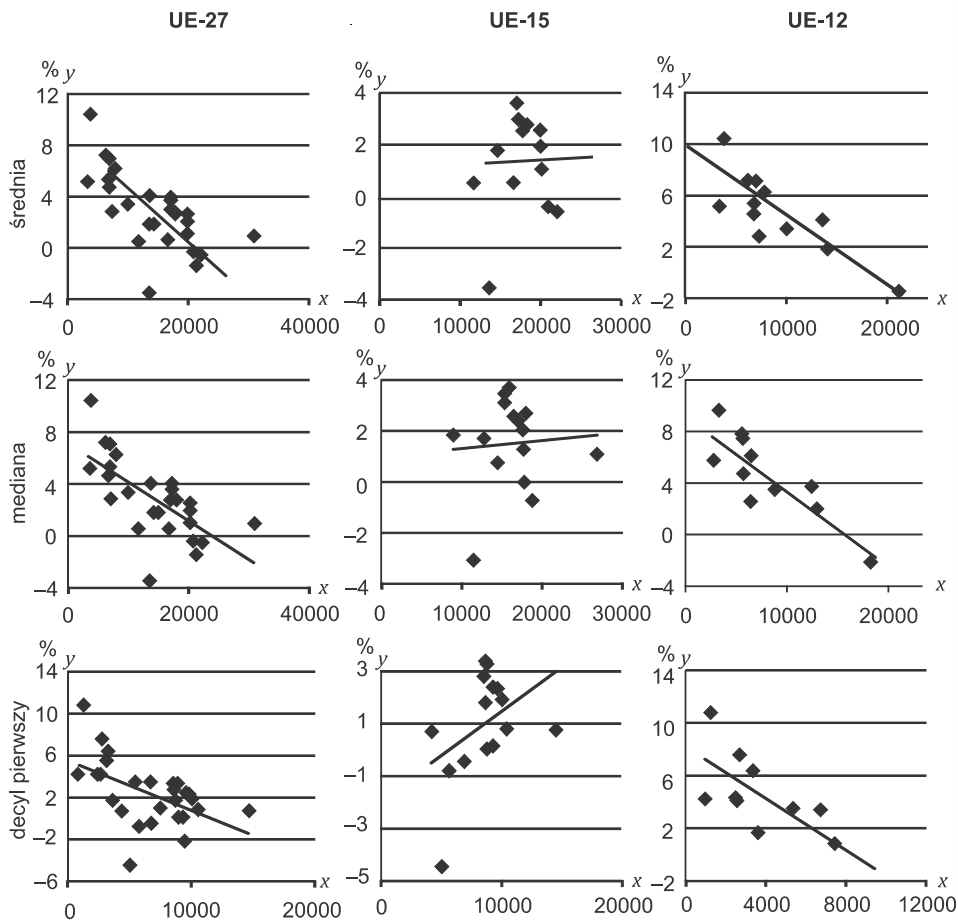 UE-27 UE-15 UE-12
% y % y % y
12 4 14
8 2 10
4 0 6
0 −2 2
−4 4 −2
x x x
0 20000 40000 0 10000 20000 30000 0 10000 20000
średnia
% y % y % y
12 4 12
8 2 8
4 0 4
0 −2 0
−4 −4 −4
x x x
0 20000 40000 0 10000 20000 30000 0 10000 20000
mediana
% y % y % y
14 3 14
10 1 10
6 −1 6
2 −3 2
−2 −5 −2
−6
x x x
0 10000 20000 0 10000 20000 0 4000 8000 12000
decyl pierwszy